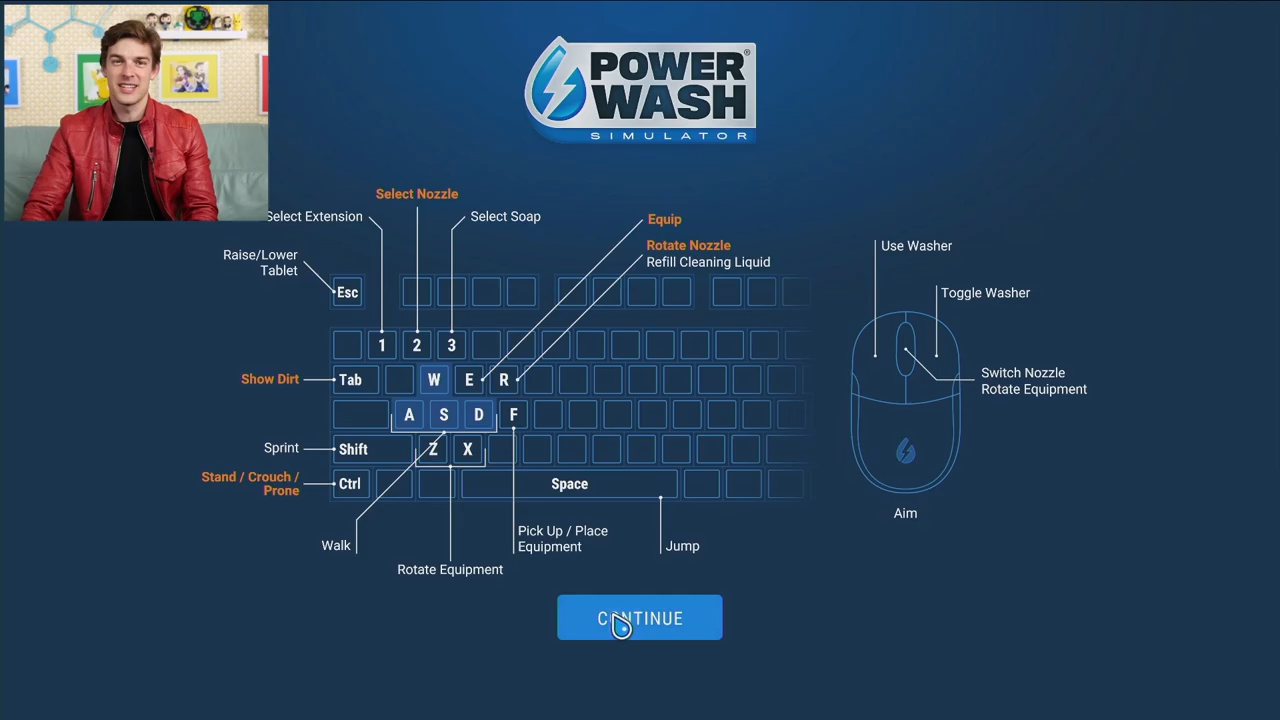 POWER®
WASH
SIMULATOR
Select Nozzle
Select Extension
Select Soap
Equip
Rotate Nozzle
Refill Cleaning Liquid
Raise/Lower
Tablet
Use Washer
Toggle Washer
Esc
1 2 3
Show Dirt
Tab W E R
Switch Nozzle
Rotate Equipment
A S D F
Sprint
Shift Z X
Stand / Crouch /
Prone
Ctrl Space
Aim
Walk
Pick Up / Place
Equipment
Jump
Rotate Equipment
CONTINUE